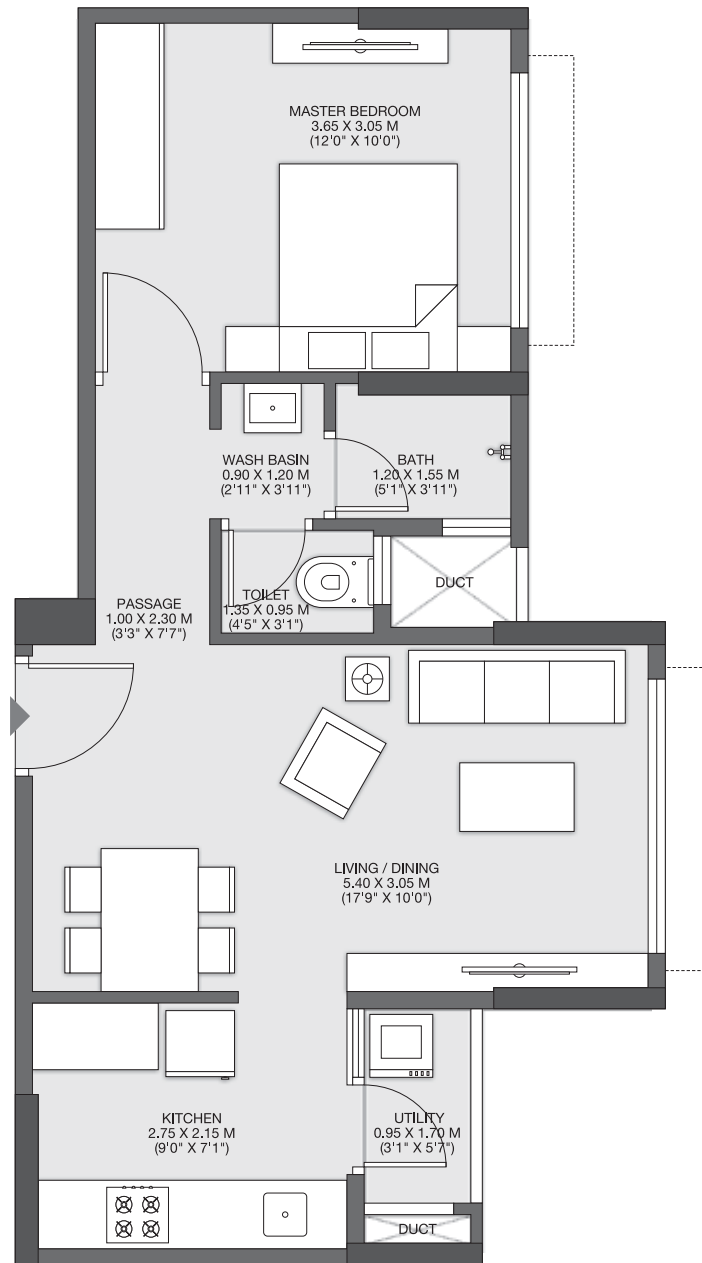 MASTER BEDROOM
3.65 X 3.05 M
(12'0" X 10'0")
WASH BASIN
0.90 X 1.20 M
(2'11" X 3'11")
BATH
1.20 X 1.55 M
(5'1" X 3'11")
DUCT
TOILET
1.35 X 0.95 M
(4'5" X 3'1")
PASSAGE
1.00 X 2.30 M
(3'3" X 7'7")
LIVING / DINING
5.40 X 3.05 M
(17'9" X 10'0")
KITCHEN
2.75 X 2.15 M
(9'0" X 7'1")
UTILITY
0.95 X 1.70 M
(3'1" X 5'7")
DUCT